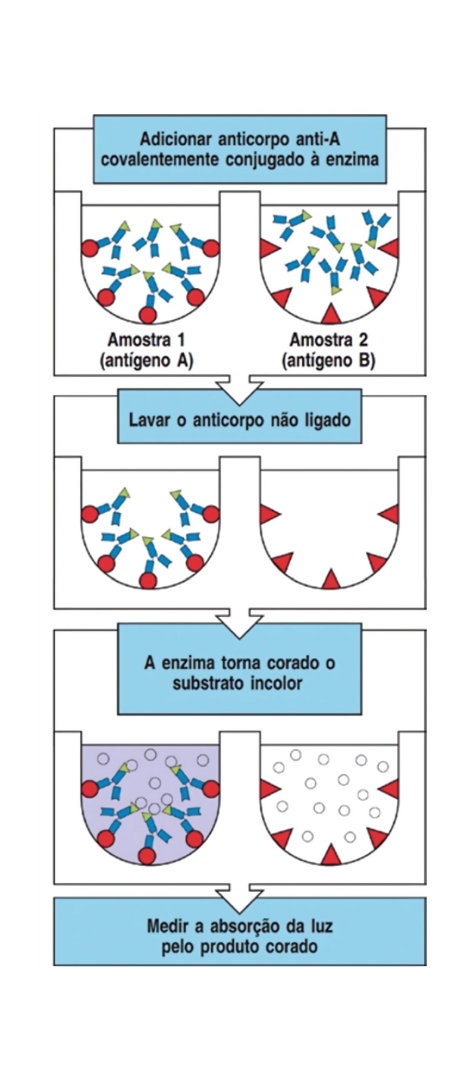 Adicionar anticorpo anti-A
covalentemente conjugado à enzima
Amostra 1
(antígeno A)
Amostra 2
(antígeno B)
Lavar o anticorpo não ligado
A enzima torna corado o
substrato incolor
Medir a absorção da luz
pelo produto corado